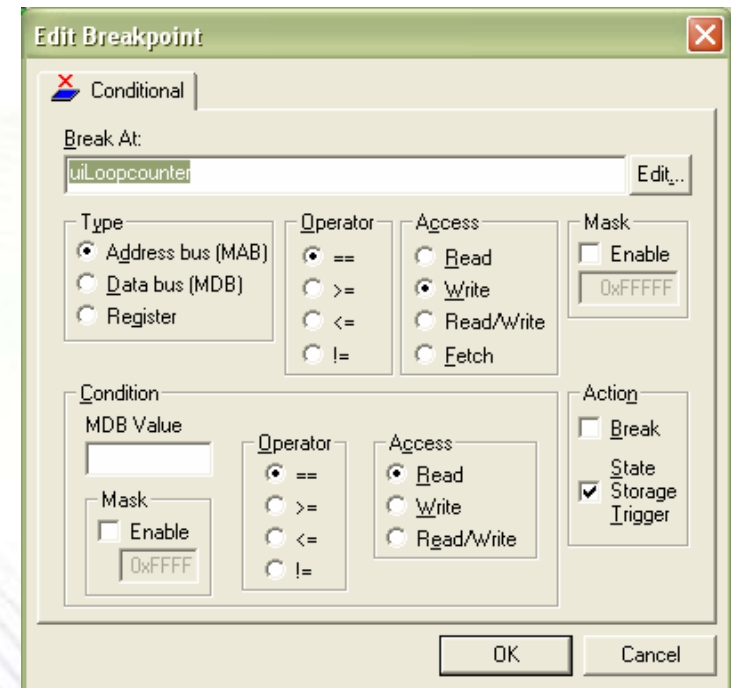 Edit Breakpoint
Conditional
Break At:
uiLoopcounter
Edit...
Type
Address bus (MAB)
Data bus (MDB)
Register
Operator
==
>=
<=
!=
Access
Read
Write
Read/Write
Fetch
Mask
Enable
0xFFFFF
Condition
MDB Value
Mask
Enable
0xFFFF
Operator
==
>=
<=
!=
Access
Read
Write
Read/Write
Action
Break
State
Storage
Trigger
OK
Cancel